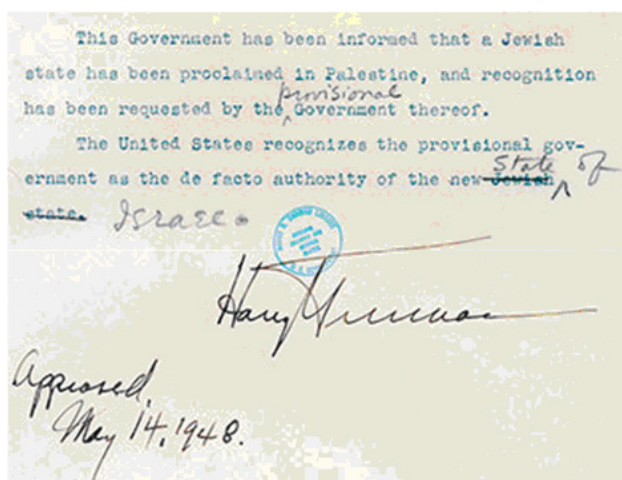 This Government has been informed that a Jewish
state has been proclaimed in Palestine, and recognition
provisional
has been requested by the Government thereof.
The United States recognizes the provisional gov-
State of
ernment as the de facto authority of the new Jewish
state. Israel.
Harry Truman
Approved,
May 14, 1948.